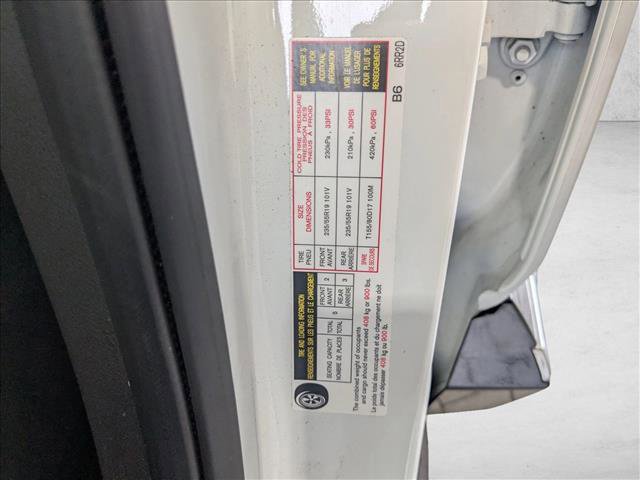 TIRE AND LOADING INFORMATION
RENSEIGNEMENTS SUR LES PNEUS ET LE CHARGEMENT
SEATING CAPACITY TOTAL 5 FRONT 2 REAR 3
NOMBRE DE PLACES TOTAL 5 AVANT 2 ARRIÈRE 3
The combined weight of occupants
and cargo should never exceed 408 kg or 900 lbs.
Le poids total des occupants et du chargement ne doit
jamais dépasser 408 kg ou 900 lb.
TIRE SIZE COLD TIRE PRESSURE
PNEU DIMENSIONS PRESSION DES
PNEUS À FROID
FRONT
AVANT 235/55R19 101V 230kPa , 33PSI
REAR
ARRIÈRE 235/55R19 101V 210kPa , 30PSI
SPARE
DE SECOURS T155/80D17 100M 420kPa , 60PSI
SEE OWNER'S
MANUAL FOR
ADDITIONAL
INFORMATION
VOIR LE MANUEL
DE L'USAGER
POUR PLUS DE
RENSEIGNEMENTS
B6 6RR2D